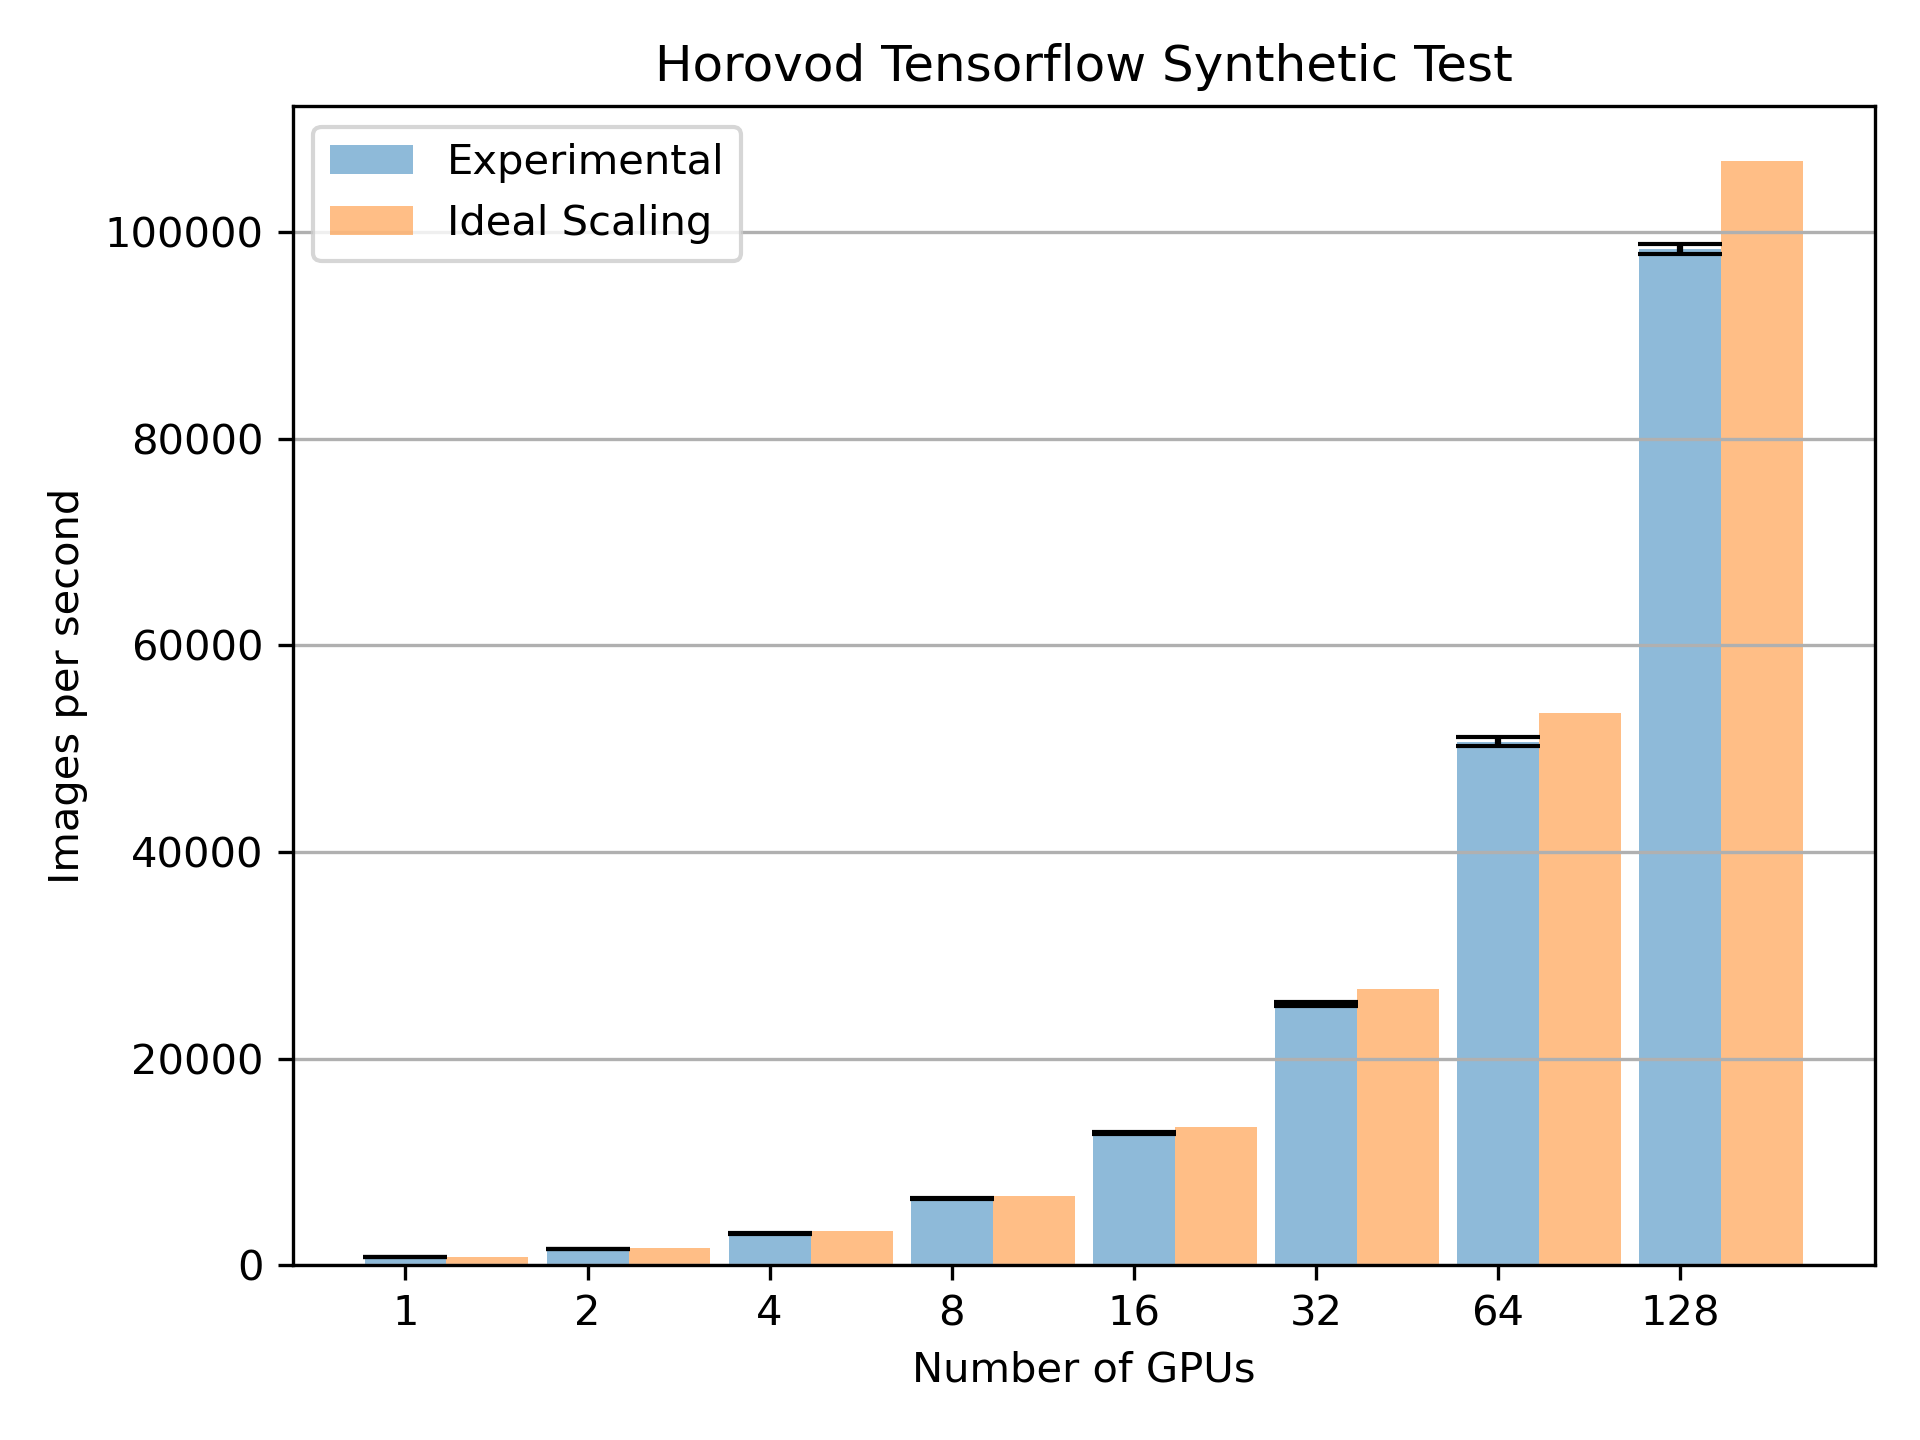 Horovod Tensorflow Synthetic Test
Experimental
Ideal Scaling
100000
80000
60000
40000
20000
0
Images per second
1 2 4 8 16 32 64 128
Number of GPUs